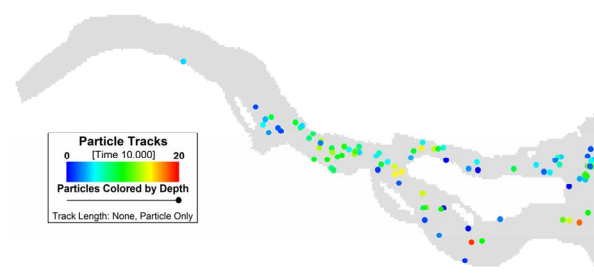 Particle Tracks
0 [Time 10.000] 20
Particles Colored by Depth
Track Length: None, Particle Only